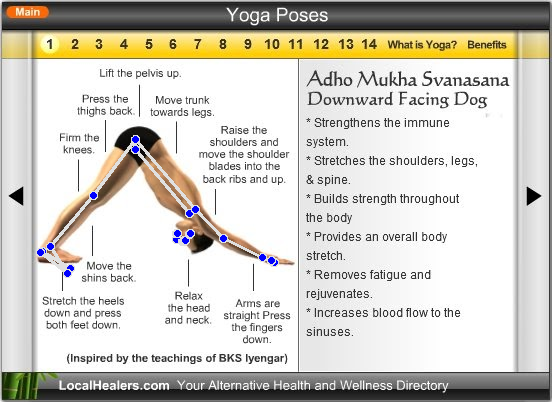 Main
Yoga Poses
1 2 3 4 5 6 7 8 9 10 11 12 13 14 What is Yoga? Benefits
Lift the pelvis up.
Press the
thighs back.
Move trunk
towards legs.
Firm the
knees.
Raise the
shoulders and
move the shoulder
blades into the
back ribs and up.
Move the
shins back.
Stretch the heels
down and press
both feet down.
Relax
the head
and neck.
Arms are
straight Press
the fingers
down.
(Inspired by the teachings of BKS Iyengar)
Adho Mukha Svanasana
Downward Facing Dog
* Strengthens the immune
system.
* Stretches the shoulders, legs,
& spine.
* Builds strength throughout
the body
* Provides an overall body
stretch.
* Removes fatigue and
rejuvenates.
* Increases blood flow to the
sinuses.
LocalHealers.com Your Alternative Health and Wellness Directory